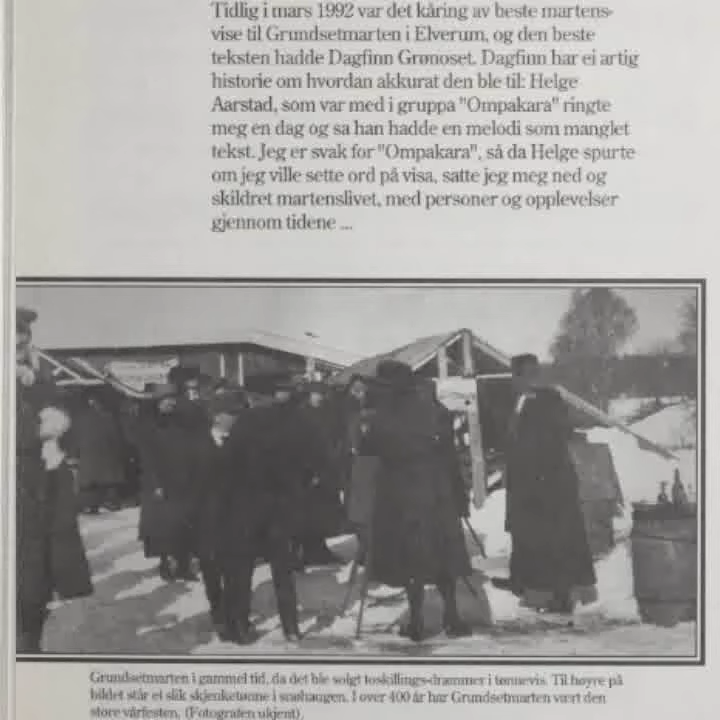 Tidlig i mars 1992 var det kåring av beste martens-
vise til Grundsetmarten i Elverum, og den beste
teksten hadde Dagfinn Grønoset. Dagfinn har ei artig
historie om hvordan akkurat den ble til: Helge
Aarstad, som var med i gruppa "Ompakara" ringte
meg en dag og sa han hadde en melodi som manglet
tekst. Jeg er svak for "Ompakara", så da Helge spurte
om jeg ville sette ord på visa, satte jeg meg ned og
skildret martenslivet, med personer og opplevelser
gjennom tidene ...
Grundsetmarten i gammel tid, da det ble solgt toskillings-drammer i tønnevis. Til høyre på
bildet står et slik skjenketønne i snøhaugen. I over 400 år har Grundsetmarten vært den
store vårfesten. (Fotografen ukjent).